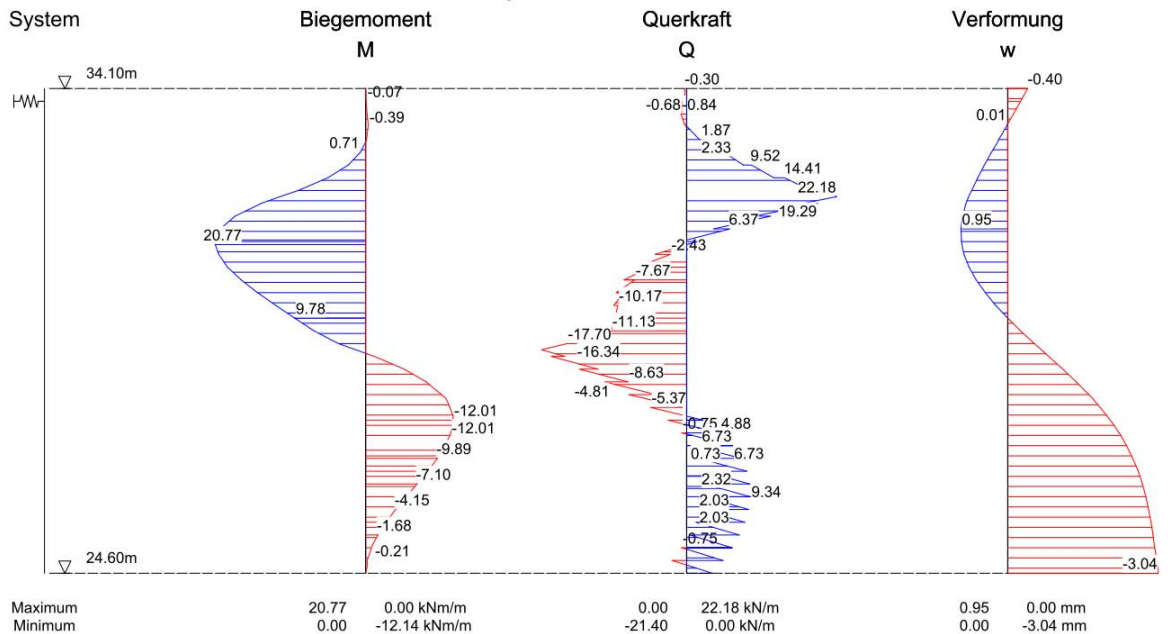 System Biegemoment Querkraft Verformung
M Q w
34.10m
-0.07 -0.30 -0.40
-0.68 -0.84
-0.39 0.01
0.71 1.87
2.33
9.52
14.41
22.18
19.29
6.37 0.95
20.77 -2.43
-7.67
-10.17
9.78
-11.13
-17.70
-16.34
-8.63
-4.81
-5.37
-12.01 -0.75 4.88
-12.01 6.73
-9.89 0.73 6.73
-7.10 2.32
9.34
-4.15 2.03
-1.68 2.03
-0.75
-0.21
24.60m -3.04
Maximum 20.77 0.00 kNm/m 0.00 22.18 kN/m 0.95 0.00 mm
Minimum 0.00 -12.14 kNm/m -21.40 0.00 kN/m 0.00 -3.04 mm